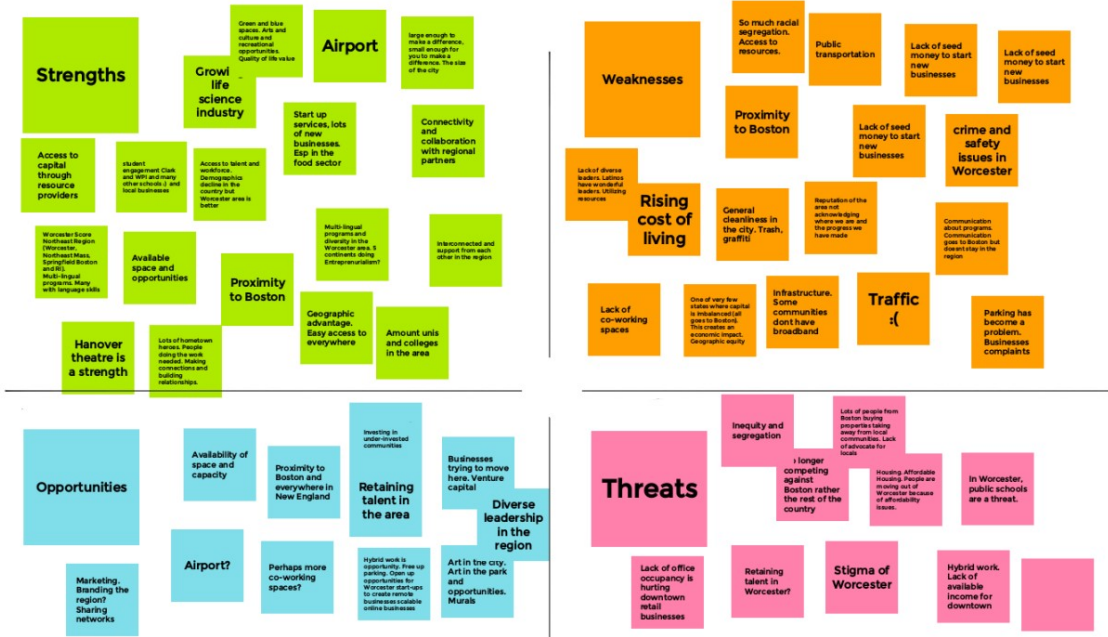 Strengths
Green and blue
spaces. Arts and
culture and
recreational
opportunities.
Quality of life value
Airport
large enough to
make a difference,
small enough for
you to make a
difference. The size
of the city
Growi
life
science
industry
Start up
services, lots
of new
businesses.
Esp in the
food sector
Connectivity
and
collaboration
with regional
partners
Access to
capital
through
resource
providers
student
engagement Clark
and WPI and many
other schools:) and
local businesses
Access to talent and
workforce.
Demographics
decline in the
country but
Worcester area is
better
Worcester Score
Northeast Region
(Worcester,
Northeast Mass,
Springfield Boston
and RI).
Multi-lingual
programs. Many
with language skills
Available
space and
opportunities
Proximity
to Boston
Multi-lingual
programs and
diversity in the
Worcester area. 5
continents doing
Entreprenurialism?
Interconnected and
support from each
other in the region
Geographic
advantage.
Easy access to
everywhere
Amount unis
and colleges
in the area
Hanover
theatre is
a strength
Lots of hometown
heroes. People
doing the work
needed. Making
connections and
building
relationships.
Weaknesses
So much racial
segregation.
Access to
resources.
Public
transportation
Lack of seed
money to start
new
businesses
Lack of seed
money to start
new
businesses
Proximity
to Boston
Lack of seed
money to start
new
businesses
crime and
safety
issues in
Worcester
Lack of diverse
leaders. Latinos
have wonderful
leaders. Utilizing
resources
Rising
cost of
living
General
cleanliness in
the city. Trash,
graffiti
Reputation of the
area not
acknowledging
where we are and
the progress we
have made
Communication
about programs.
Communication
goes to Boston but
doesnt stay in the
region
Lack of
co-working
spaces
One of very few
states where capital
is imbalanced (all
goes to Boston).
This creates an
economic impact.
Geographic equity
Infrastructure.
Some
communities
dont have
broadband
Traffic
:(
Parking has
become a
problem.
Businesses
complaints
Opportunities
Availability of
space and
capacity
Proximity to
Boston and
everywhere in
New England
Investing in
under-invested
communities
Retaining
talent in
the area
Businesses
trying to move
here. Venture
capital
Diverse
leadership
in the
region
Marketing.
Branding the
region?
Sharing
networks
Airport?
Perhaps more
co-working
spaces?
Hybrid work is
opportunity. Free up
parking. Open up
opportunities for
Worcester start-ups
to create remote
businesses scalable
online businesses
Art in the city.
Art in the park
and
opportunities.
Murals
Threats
Inequity and
segregation
Lots of people from
Boston buying
properties taking
away from local
communities. Lack
of advocate for
locals
longer
competing
against
Boston rather
the rest of the
country
Housing. Affordable
Housing. People are
moving out of
Worcester because
of affordability
issues.
In Worcester,
public schools
are a threat.
Lack of office
occupancy is
hurting
downtown
retail
businesses
Retaining
talent in
Worcester?
Stigma of
Worcester
Hybrid work.
Lack of
available
income for
downtown